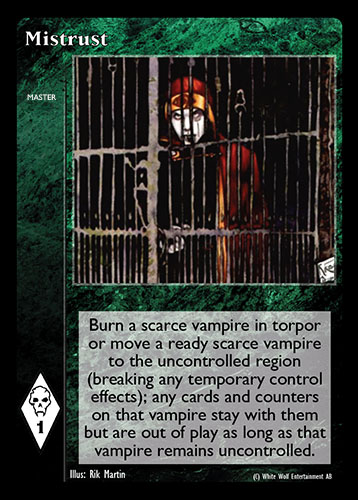 Mistrust
MASTER
Burn a scarce vampire in torpor
or move a ready scarce vampire
to the uncontrolled region
(breaking any temporary control
effects); any cards and counters
on that vampire stay with them
but are out of play as long as that
vampire remains uncontrolled.
1
Illus: Rik Martin
(C) White Wolf Entertainment AB